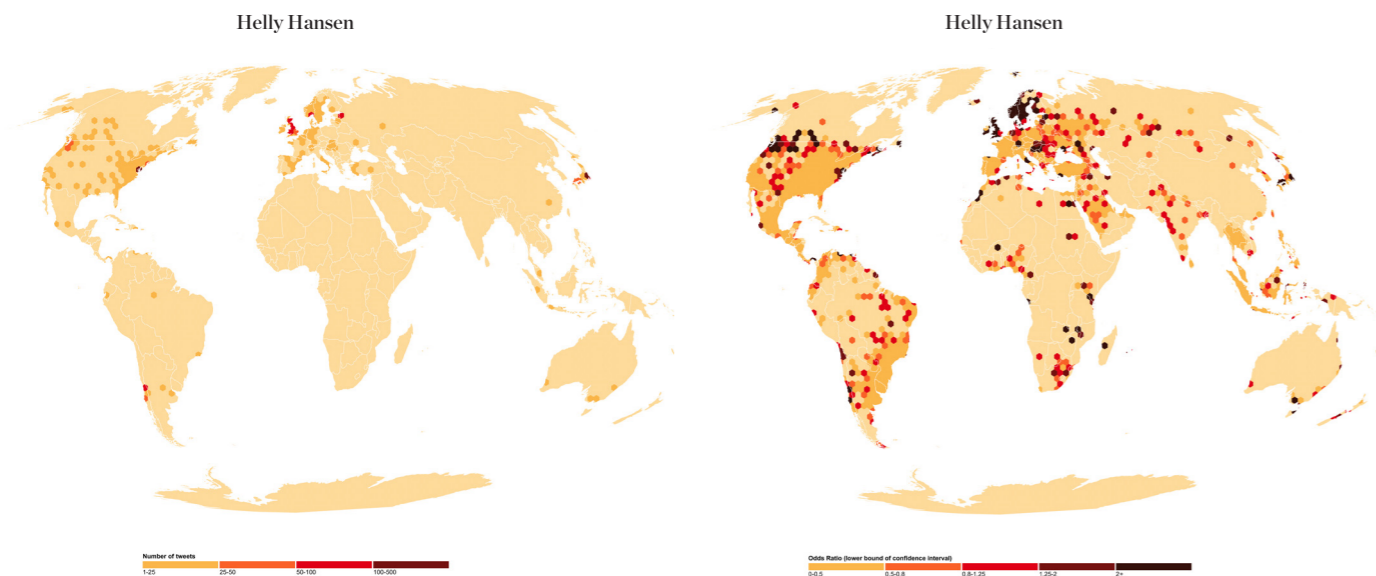 Helly Hansen
Helly Hansen
Number of tweets
1-25
25-50
50-100
100-500
Odds Ratio (lower bound of confidence interval)
0-0.5
0.5-0.8
0.8-1.25
1.25-2
2+